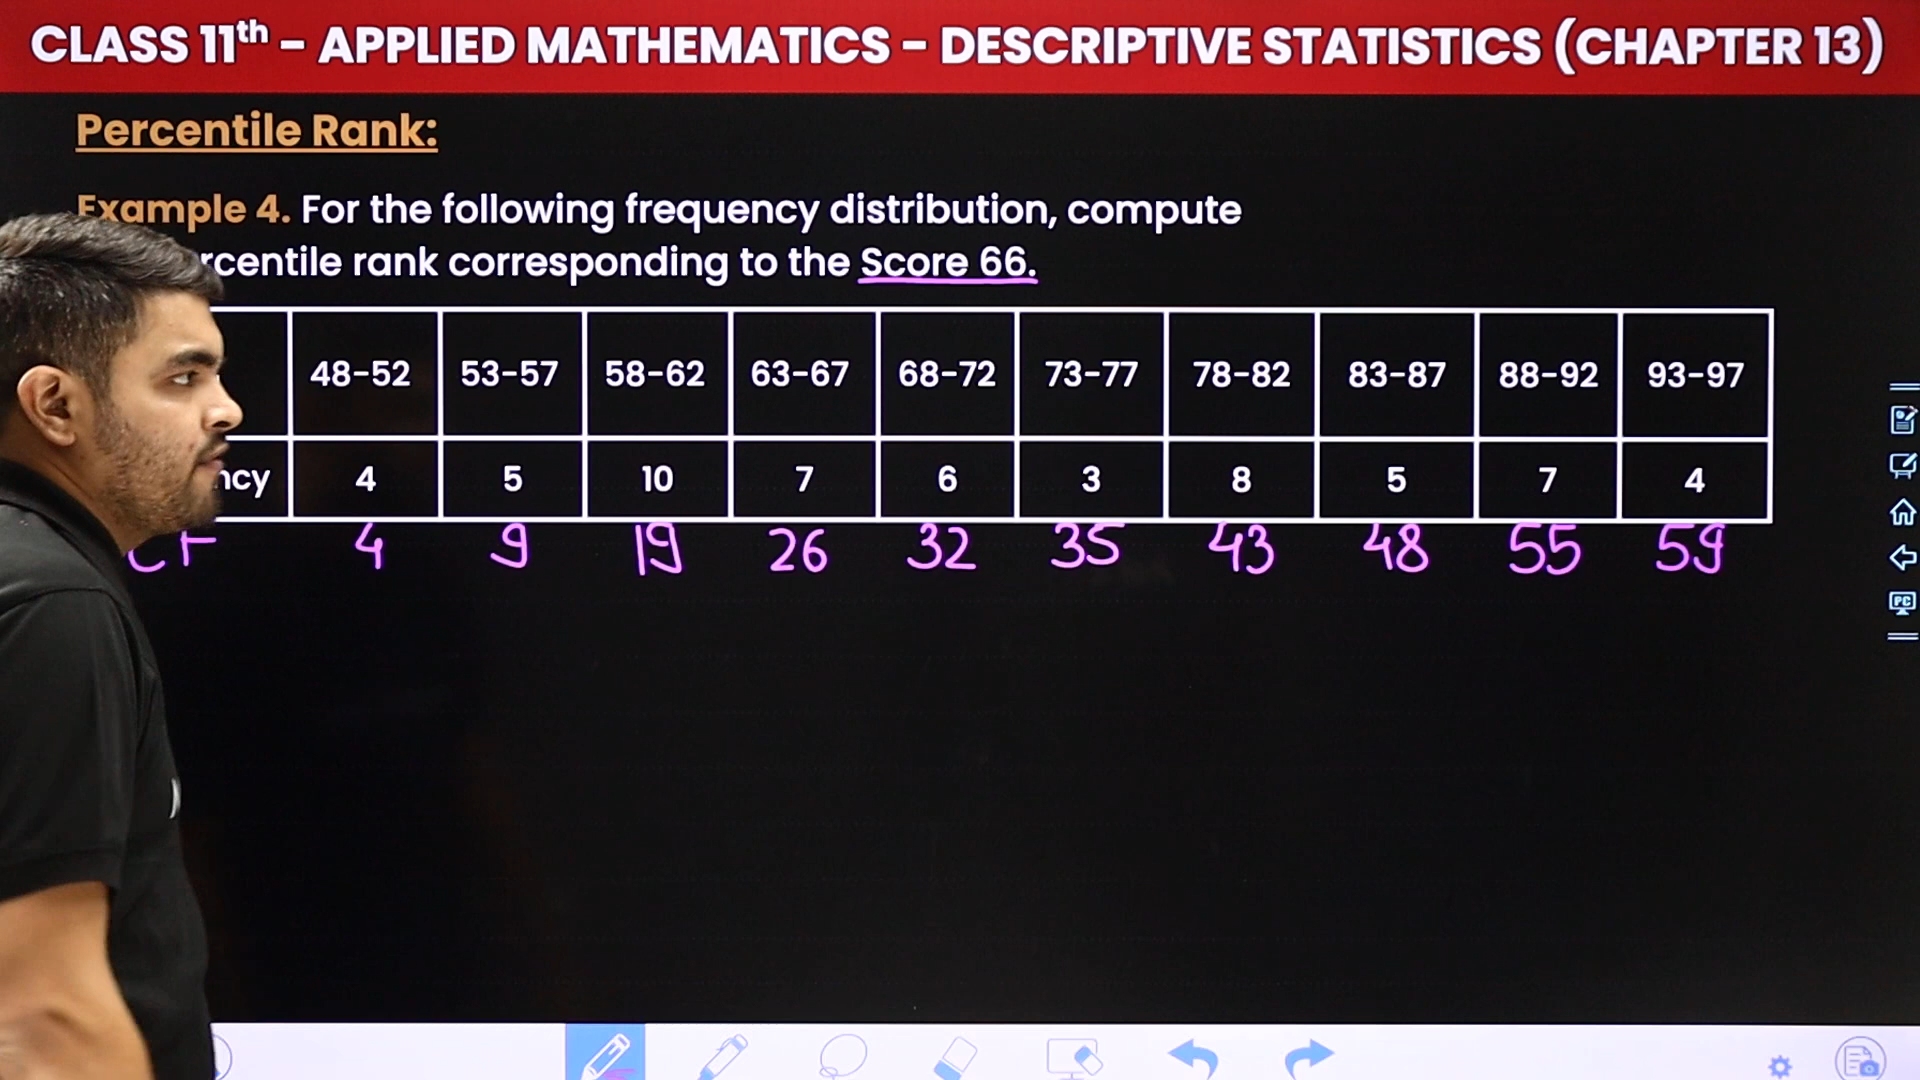 CLASS 11th - APPLIED MATHEMATICS - DESCRIPTIVE STATISTICS (CHAPTER 13)
Percentile Rank:
Example 4. For the following frequency distribution, compute
rcentile rank corresponding to the Score 66.
48-52 53-57 58-62 63-67 68-72 73-77 78-82 83-87 88-92 93-97
ncy 4 5 10 7 6 3 8 5 7 4
CF 4 9 19 26 32 35 43 48 55 59
PC